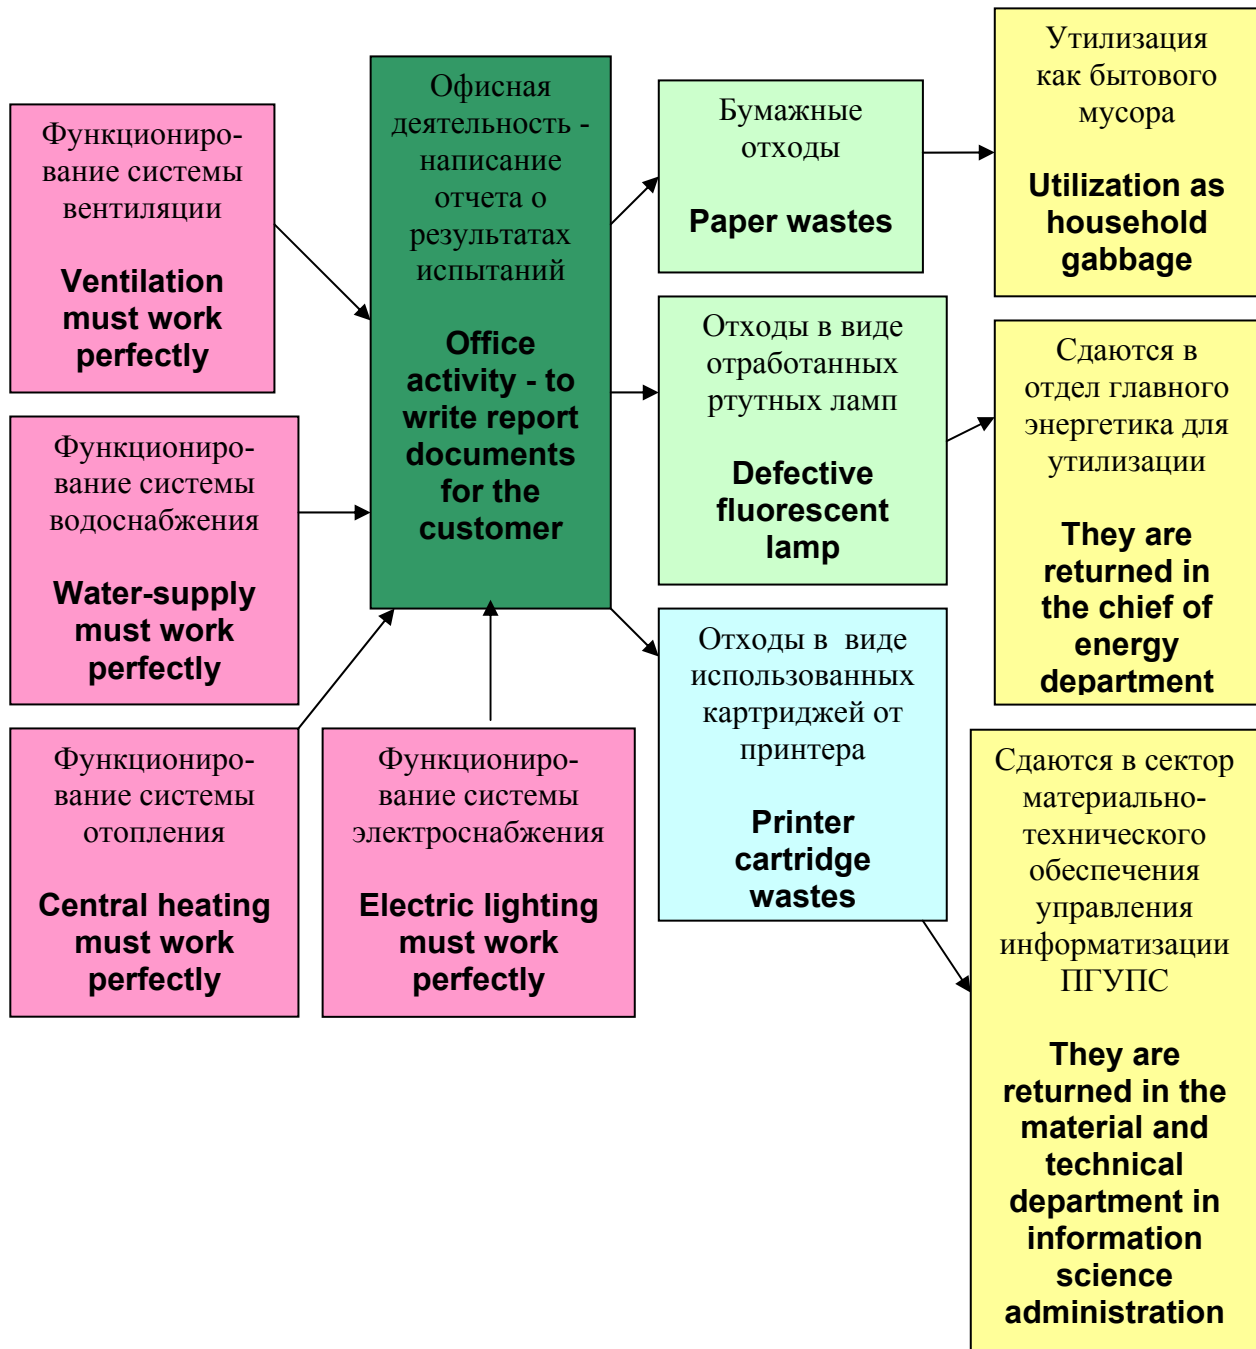 Функциониро-
вание системы
вентиляции
Ventilation
must work
perfectly
Функциониро-
вание системы
водоснабжения
Water-supply
must work
perfectly
Функциониро-
вание системы
отопления
Central heating
must work
perfectly
Функциониро-
вание системы
электроснабжения
Electric lighting
must work
perfectly
Офисная
деятельность -
написание
отчета о
результатах
испытаний
Office
activity - to
write report
documents
for the
customer
Бумажные
отходы
Paper wastes
Отходы в виде
отработанных
ртутных ламп
Defective
fluorescent
lamp
Отходы в виде
использованных
картриджей от
принтера
Printer
cartridge
wastes
Утилизация
как бытового
мусора
Utilization as
household
gabbage
Сдаются в
отдел главного
энергетика для
утилизации
They are
returned in
the chief of
energy
department
Сдаются в сектор
материально-
технического
обеспечения
управления
информатизации
ПГУПС
They are
returned in the
material and
technical
department in
information
science
administration